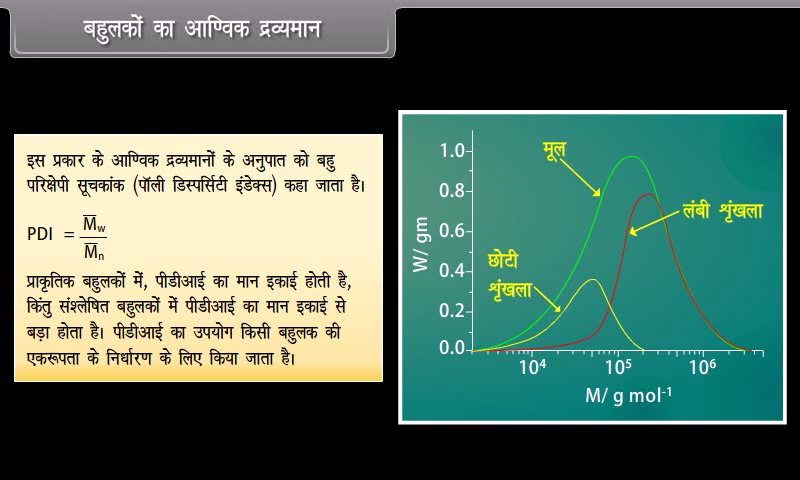 बहुलकों का आण्विक द्रव्यमान
इस प्रकार के आण्विक द्रव्यमानों के अनुपात को बहु
परिक्षेपी सूचकांक (पॉली डिस्पर्सिटी इंडेक्स) कहा जाता है।
PDI = M̅w / M̅n
प्राकृतिक बहुलकों में, पीडीआई का मान इकाई होती है,
किंतु संश्लेषित बहुलकों में पीडीआई का मान इकाई से
बड़ा होता है। पीडीआई का उपयोग किसी बहुलक की
एकरूपता के निर्धारण के लिए किया जाता है।
मूल
लंबी शृंखला
छोटी
शृंखला
W/ gm
1.0
0.8
0.6
0.4
0.2
0.0
10⁴ 10⁵ 10⁶
M/ g mol⁻¹